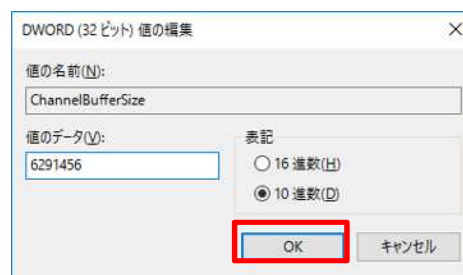 DWORD (32 ビット) 値の編集
値の名前(N):
ChannelBufferSize
値のデータ(V):
6291456
表記
16 進数(H)
10 進数(D)
OK
キャンセル